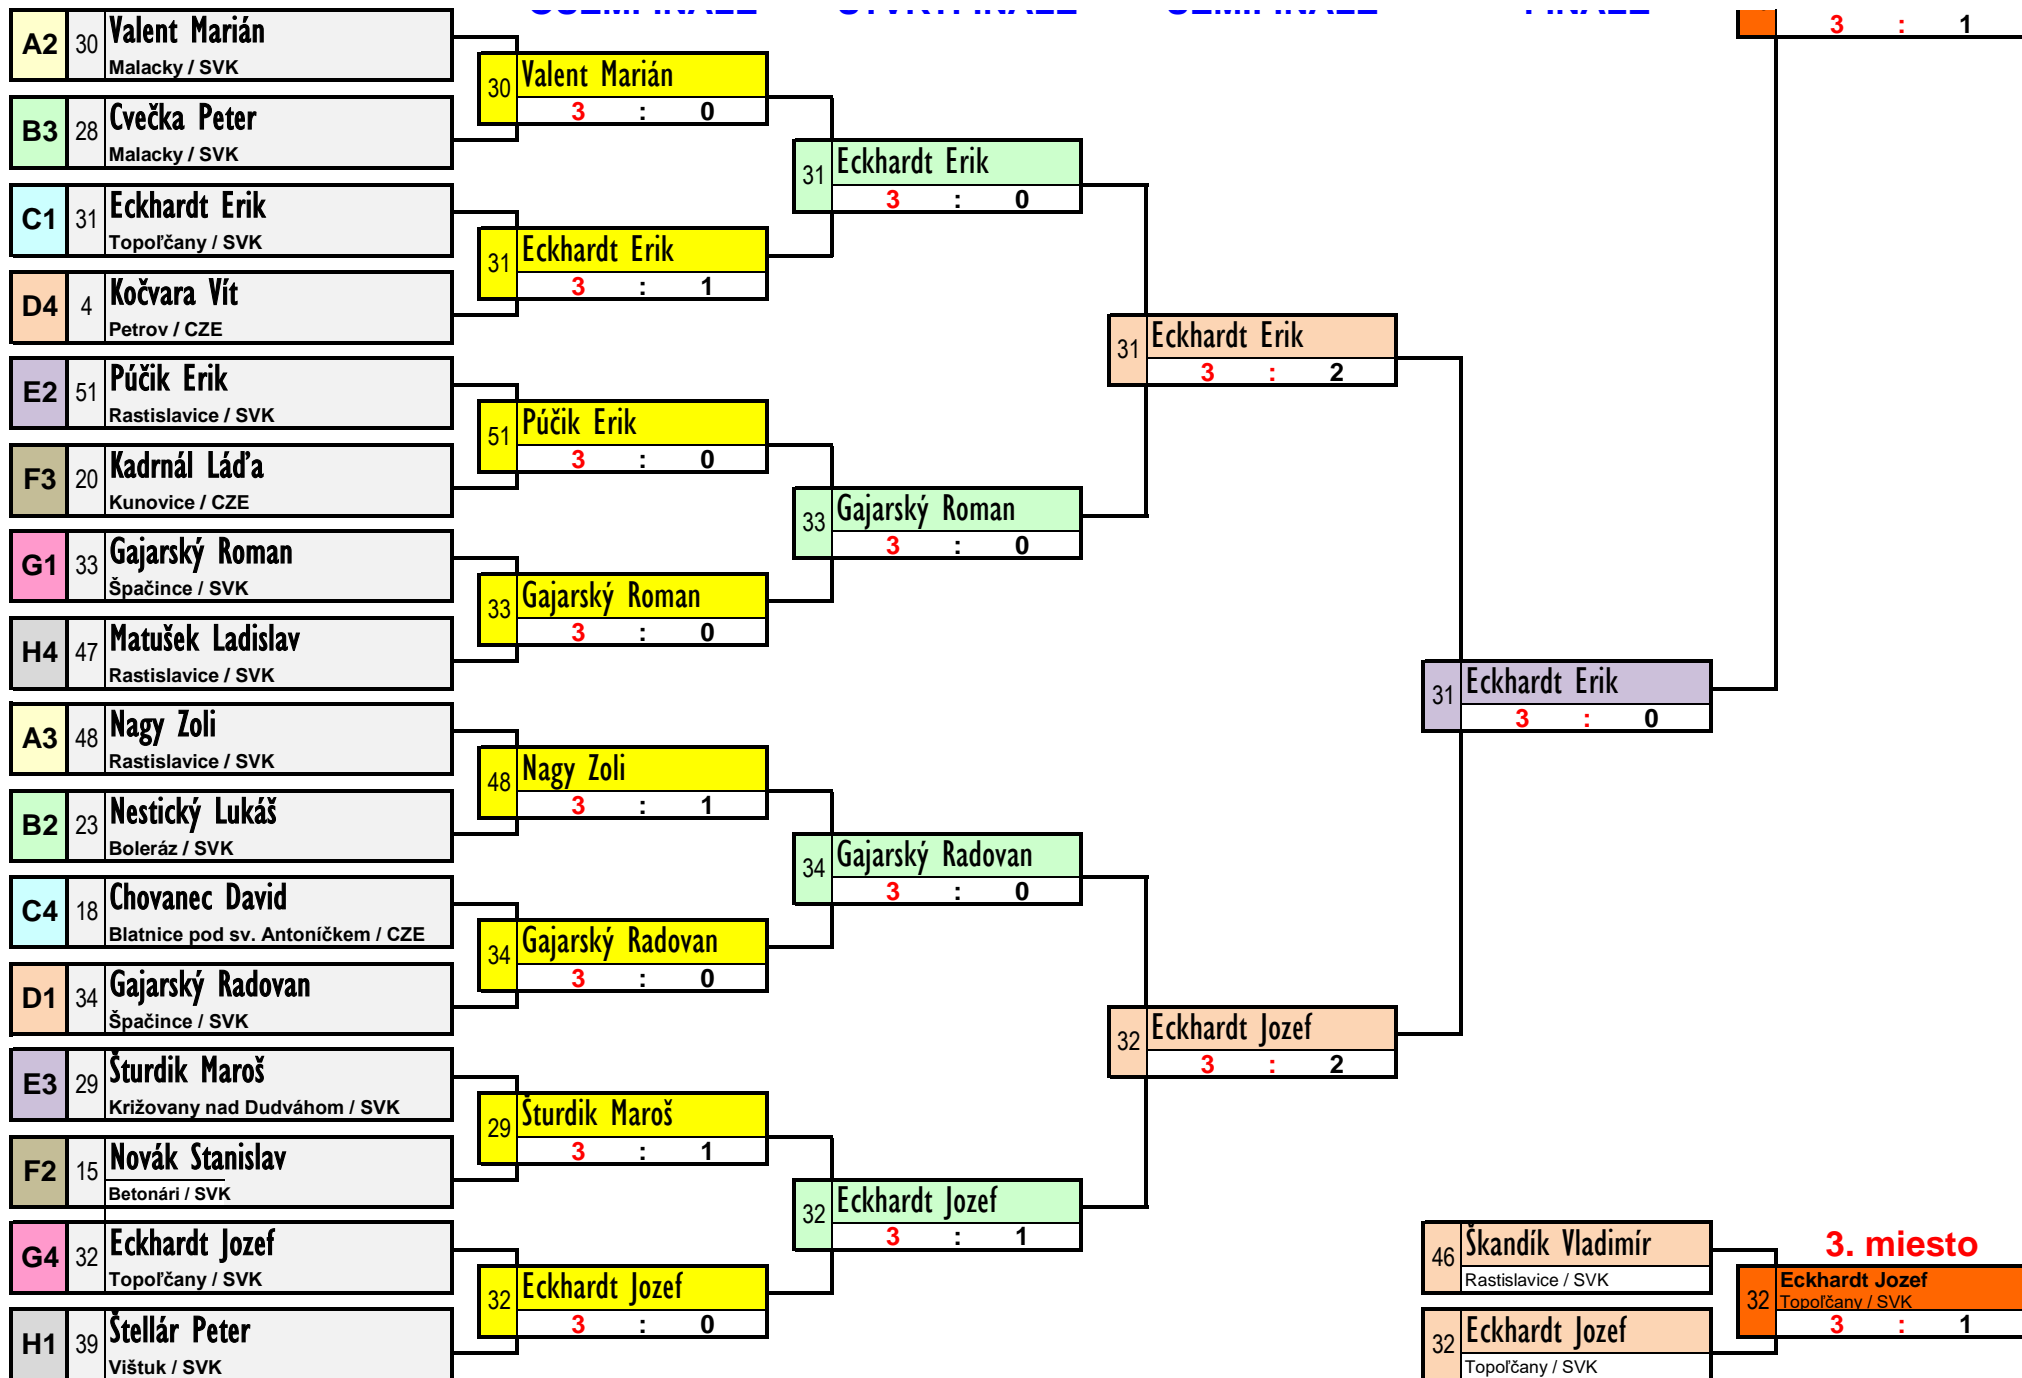 A2 30 Valent Marián
Malacky / SVK
B3 28 Cvečka Peter
Malacky / SVK
C1 31 Eckhardt Erik
Topoľčany / SVK
D4 4 Kočvara Vít
Petrov / CZE
E2 51 Púčik Erik
Rastislavice / SVK
F3 20 Kadrnál Láďa
Kunovice / CZE
G1 33 Gajarský Roman
Špačince / SVK
H4 47 Matušek Ladislav
Rastislavice / SVK
A3 48 Nagy Zoli
Rastislavice / SVK
B2 23 Nestický Lukáš
Boleráz / SVK
C4 18 Chovanec David
Blatnice pod sv. Antoníčkem / CZE
D1 34 Gajarský Radovan
Špačince / SVK
E3 29 Šturdik Maroš
Križovany nad Dudváhom / SVK
F2 15 Novák Stanislav
Betonári / SVK
G4 32 Eckhardt Jozef
Topoľčany / SVK
H1 39 Štellár Peter
Vištuk / SVK
30 Valent Marián
3 : 0
31 Eckhardt Erik
3 : 1
51 Púčik Erik
3 : 0
33 Gajarský Roman
3 : 0
48 Nagy Zoli
3 : 1
34 Gajarský Radovan
3 : 0
29 Šturdik Maroš
3 : 1
32 Eckhardt Jozef
3 : 0
31 Eckhardt Erik
3 : 0
33 Gajarský Roman
3 : 0
34 Gajarský Radovan
3 : 0
32 Eckhardt Jozef
3 : 1
31 Eckhardt Erik
3 : 2
32 Eckhardt Jozef
3 : 2
31 Eckhardt Erik
3 : 0
3 : 1
46 Škandík Vladimír
Rastislavice / SVK
32 Eckhardt Jozef
Topoľčany / SVK
3. miesto
32 Eckhardt Jozef
Topoľčany / SVK
3 : 1